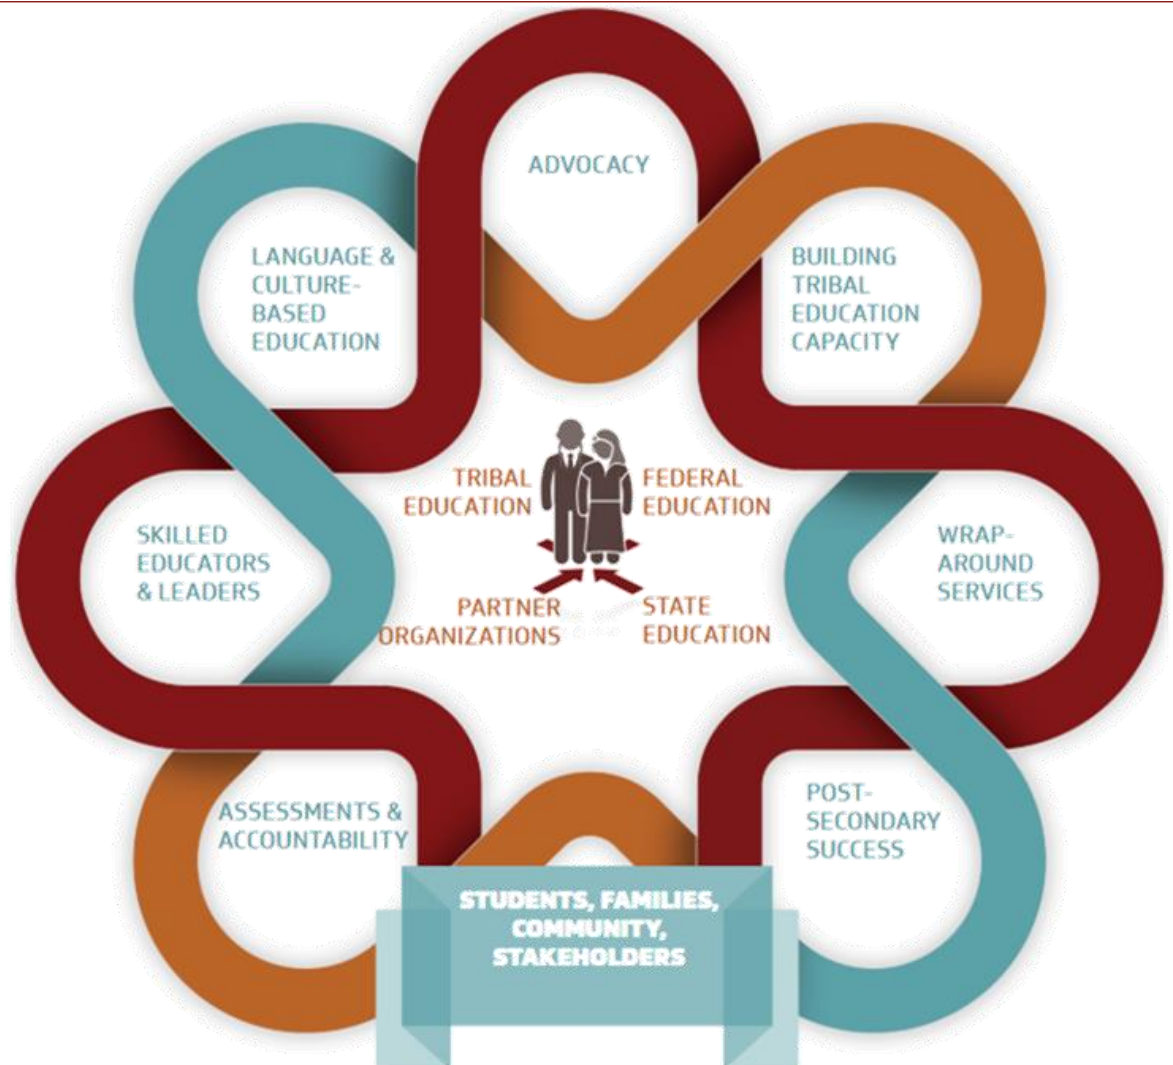 ADVOCACY
LANGUAGE &
CULTURE-
BASED
EDUCATION
BUILDING
TRIBAL
EDUCATION
CAPACITY
TRIBAL
EDUCATION
FEDERAL
EDUCATION
SKILLED
EDUCATORS
& LEADERS
WRAP-
AROUND
SERVICES
PARTNER
ORGANIZATIONS
STATE
EDUCATION
ASSESSMENTS &
ACCOUNTABILITY
POST-
SECONDARY
SUCCESS
STUDENTS, FAMILIES,
COMMUNITY,
STAKEHOLDERS